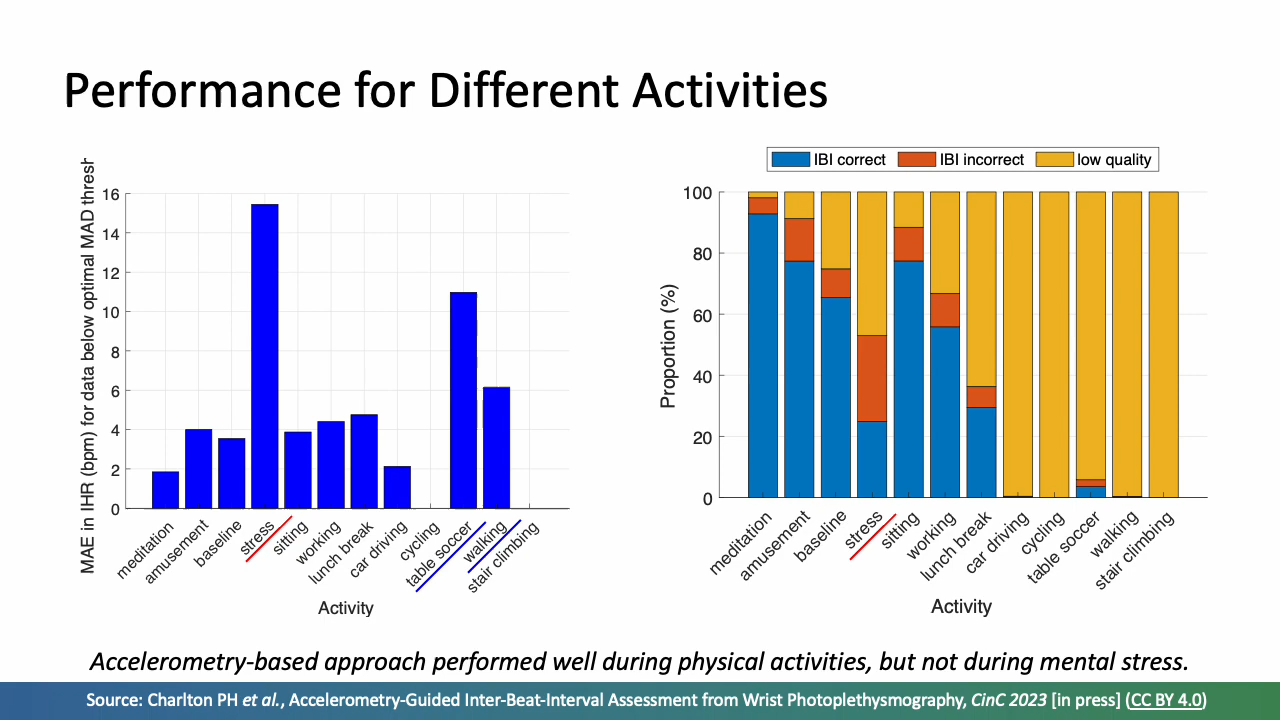 Performance for Different Activities
MAE in IHR (bpm) for data below optimal MAD thresh
16
14
12
10
8
6
4
2
0
meditation
amusement
baseline
stress
sitting
working
lunch break
car driving
cycling
table soccer
walking
stair climbing
Activity
IBI correct IBI incorrect low quality
Proportion (%)
100
80
60
40
20
0
meditation
amusement
baseline
stress
sitting
working
lunch break
car driving
cycling
table soccer
walking
stair climbing
Activity
Accelerometry-based approach performed well during physical activities, but not during mental stress.
Source: Charlton PH et al., Accelerometry-Guided Inter-Beat-Interval Assessment from Wrist Photoplethysmography, CinC 2023 [in press] (CC BY 4.0)